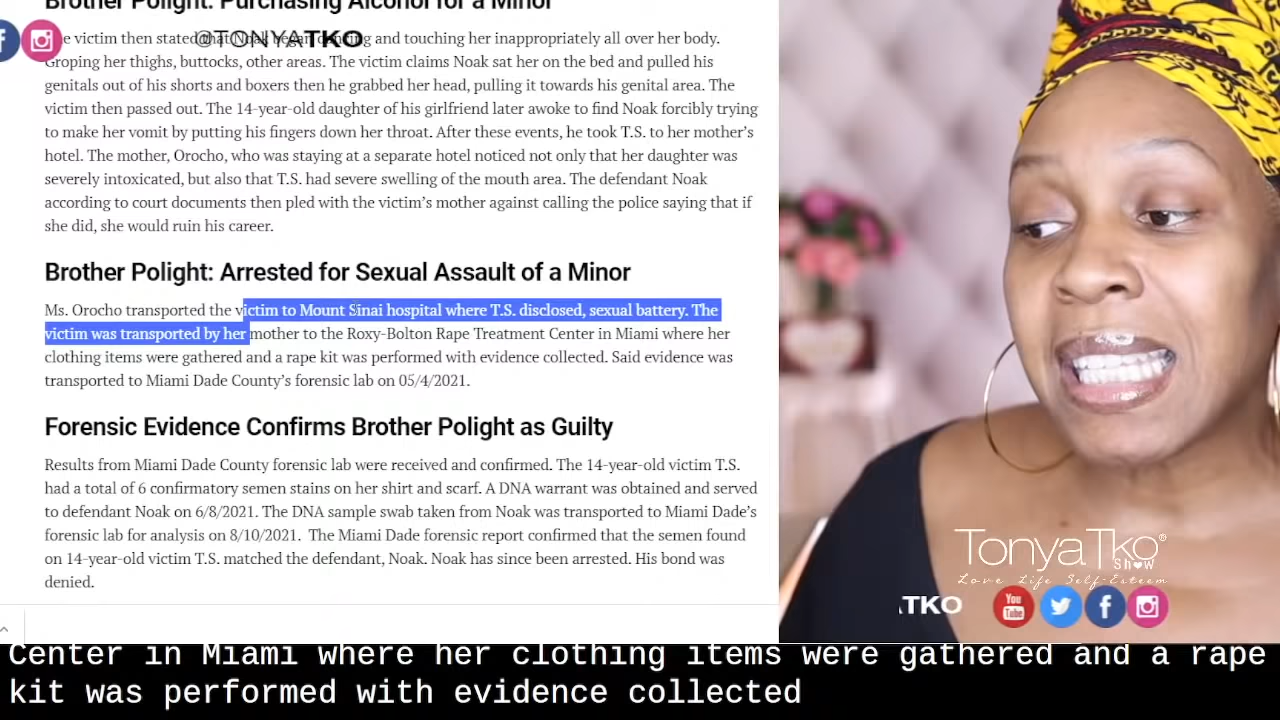 Brother Polight: Purchasing Alcohol for a Minor
@TONYATKO
e victim then stated that Noak began and touching her inappropriately all over her body.
Groping her thighs, buttocks, other areas. The victim claims Noak sat her on the bed and pulled his
genitals out of his shorts and boxers then he grabbed her head, pulling it towards his genital area. The
victim then passed out. The 14-year-old daughter of his girlfriend later awoke to find Noak forcibly trying
to make her vomit by putting his fingers down her throat. After these events, he took T.S. to her mother’s
hotel. The mother, Orocho, who was staying at a separate hotel noticed not only that her daughter was
severely intoxicated, but also that T.S. had severe swelling of the mouth area. The defendant Noak
according to court documents then pled with the victim’s mother against calling the police saying that if
she did, she would ruin his career.
Brother Polight: Arrested for Sexual Assault of a Minor
Ms. Orocho transported the victim to Mount Sinai hospital where T.S. disclosed, sexual battery. The
victim was transported by her mother to the Roxy-Bolton Rape Treatment Center in Miami where her
clothing items were gathered and a rape kit was performed with evidence collected. Said evidence was
transported to Miami Dade County’s forensic lab on 05/4/2021.
Forensic Evidence Confirms Brother Polight as Guilty
Results from Miami Dade County forensic lab were received and confirmed. The 14-year-old victim T.S.
had a total of 6 confirmatory semen stains on her shirt and scarf. A DNA warrant was obtained and served
to defendant Noak on 6/8/2021. The DNA sample swab taken from Noak was transported to Miami Dade’s
forensic lab for analysis on 8/10/2021. The Miami Dade forensic report confirmed that the semen found
on 14-year-old victim T.S. matched the defendant, Noak. Noak has since been arrested. His bond was
denied.
TonyaTko®
Show
Love Life Self-Esteem
.TKO
You
Tube
Center in Miami where her clothing items were gathered and a rape
kit was performed with evidence collected